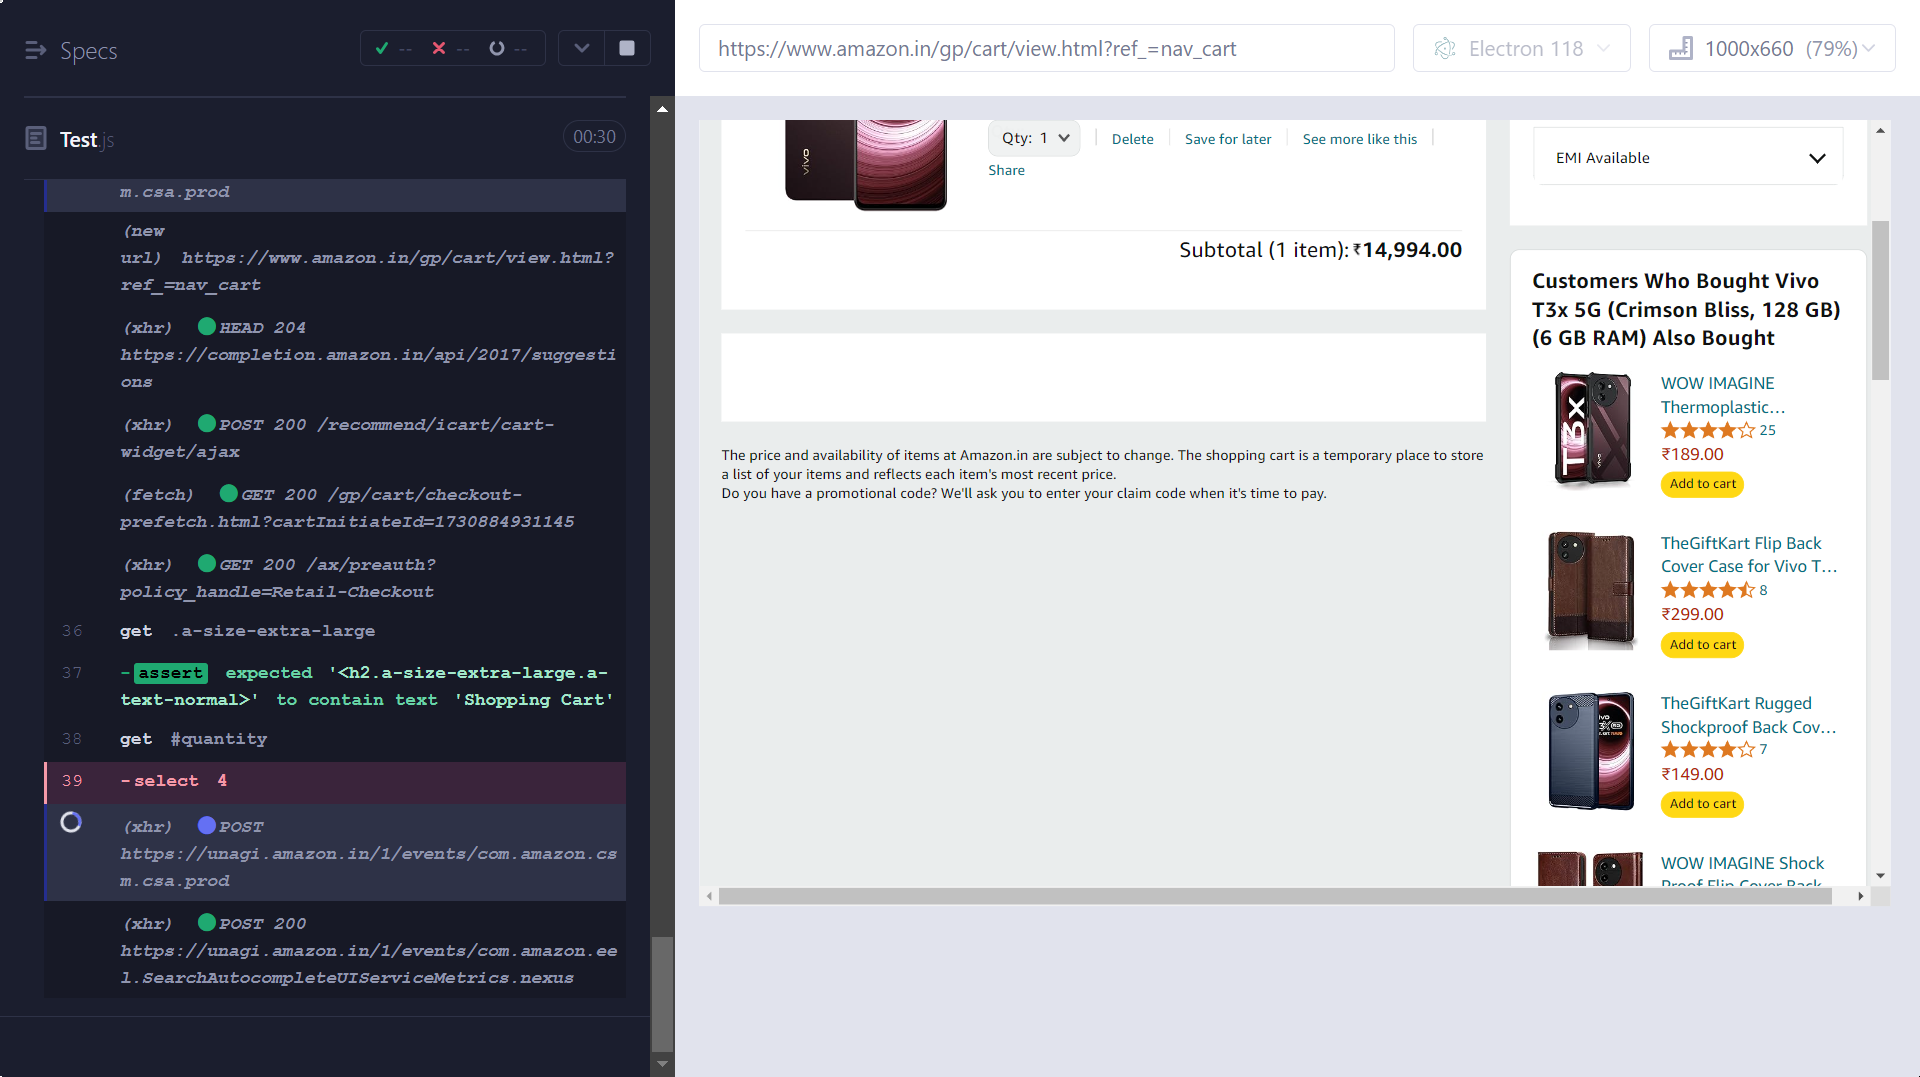 Specs
--
--
--
https://www.amazon.in/gp/cart/view.html?ref_=nav_cart
Electron 118
1000x660 (79%)
Test.js
00:30
m.csa.prod
(new
url) https://www.amazon.in/gp/cart/view.html?
ref_=nav_cart
(xhr) HEAD 204
https://completion.amazon.in/api/2017/suggesti
ons
(xhr) POST 200 /recommend/icart/cart-
widget/ajax
(fetch) GET 200 /gp/cart/checkout-
prefetch.html?cartInitiateId=1730884931145
(xhr) GET 200 /ax/preauth?
policy_handle=Retail-Checkout
36 get .a-size-extra-large
37 -assert expected '<h2.a-size-extra-large.a-
text-normal>' to contain text 'Shopping Cart'
38 get #quantity
39 -select 4
(xhr) POST
https://unagi.amazon.in/1/events/com.amazon.cs
m.csa.prod
(xhr) POST 200
https://unagi.amazon.in/1/events/com.amazon.ee
l.SearchAutocompleteUIServiceMetrics.nexus
vivo
Qty: 1
Delete
Save for later
See more like this
Share
Subtotal (1 item): ₹14,994.00
The price and availability of items at Amazon.in are subject to change. The shopping cart is a temporary place to store
a list of your items and reflects each item's most recent price.
Do you have a promotional code? We'll ask you to enter your claim code when it's time to pay.
EMI Available
Customers Who Bought Vivo
T3x 5G (Crimson Bliss, 128 GB)
(6 GB RAM) Also Bought
T3X
WOW IMAGINE
Thermoplastic…
25
₹189.00
Add to cart
TheGiftKart Flip Back
Cover Case for Vivo T…
8
₹299.00
Add to cart
TheGiftKart Rugged
Shockproof Back Cov…
7
₹149.00
Add to cart
WOW IMAGINE Shock
Proof Flip Cover Back